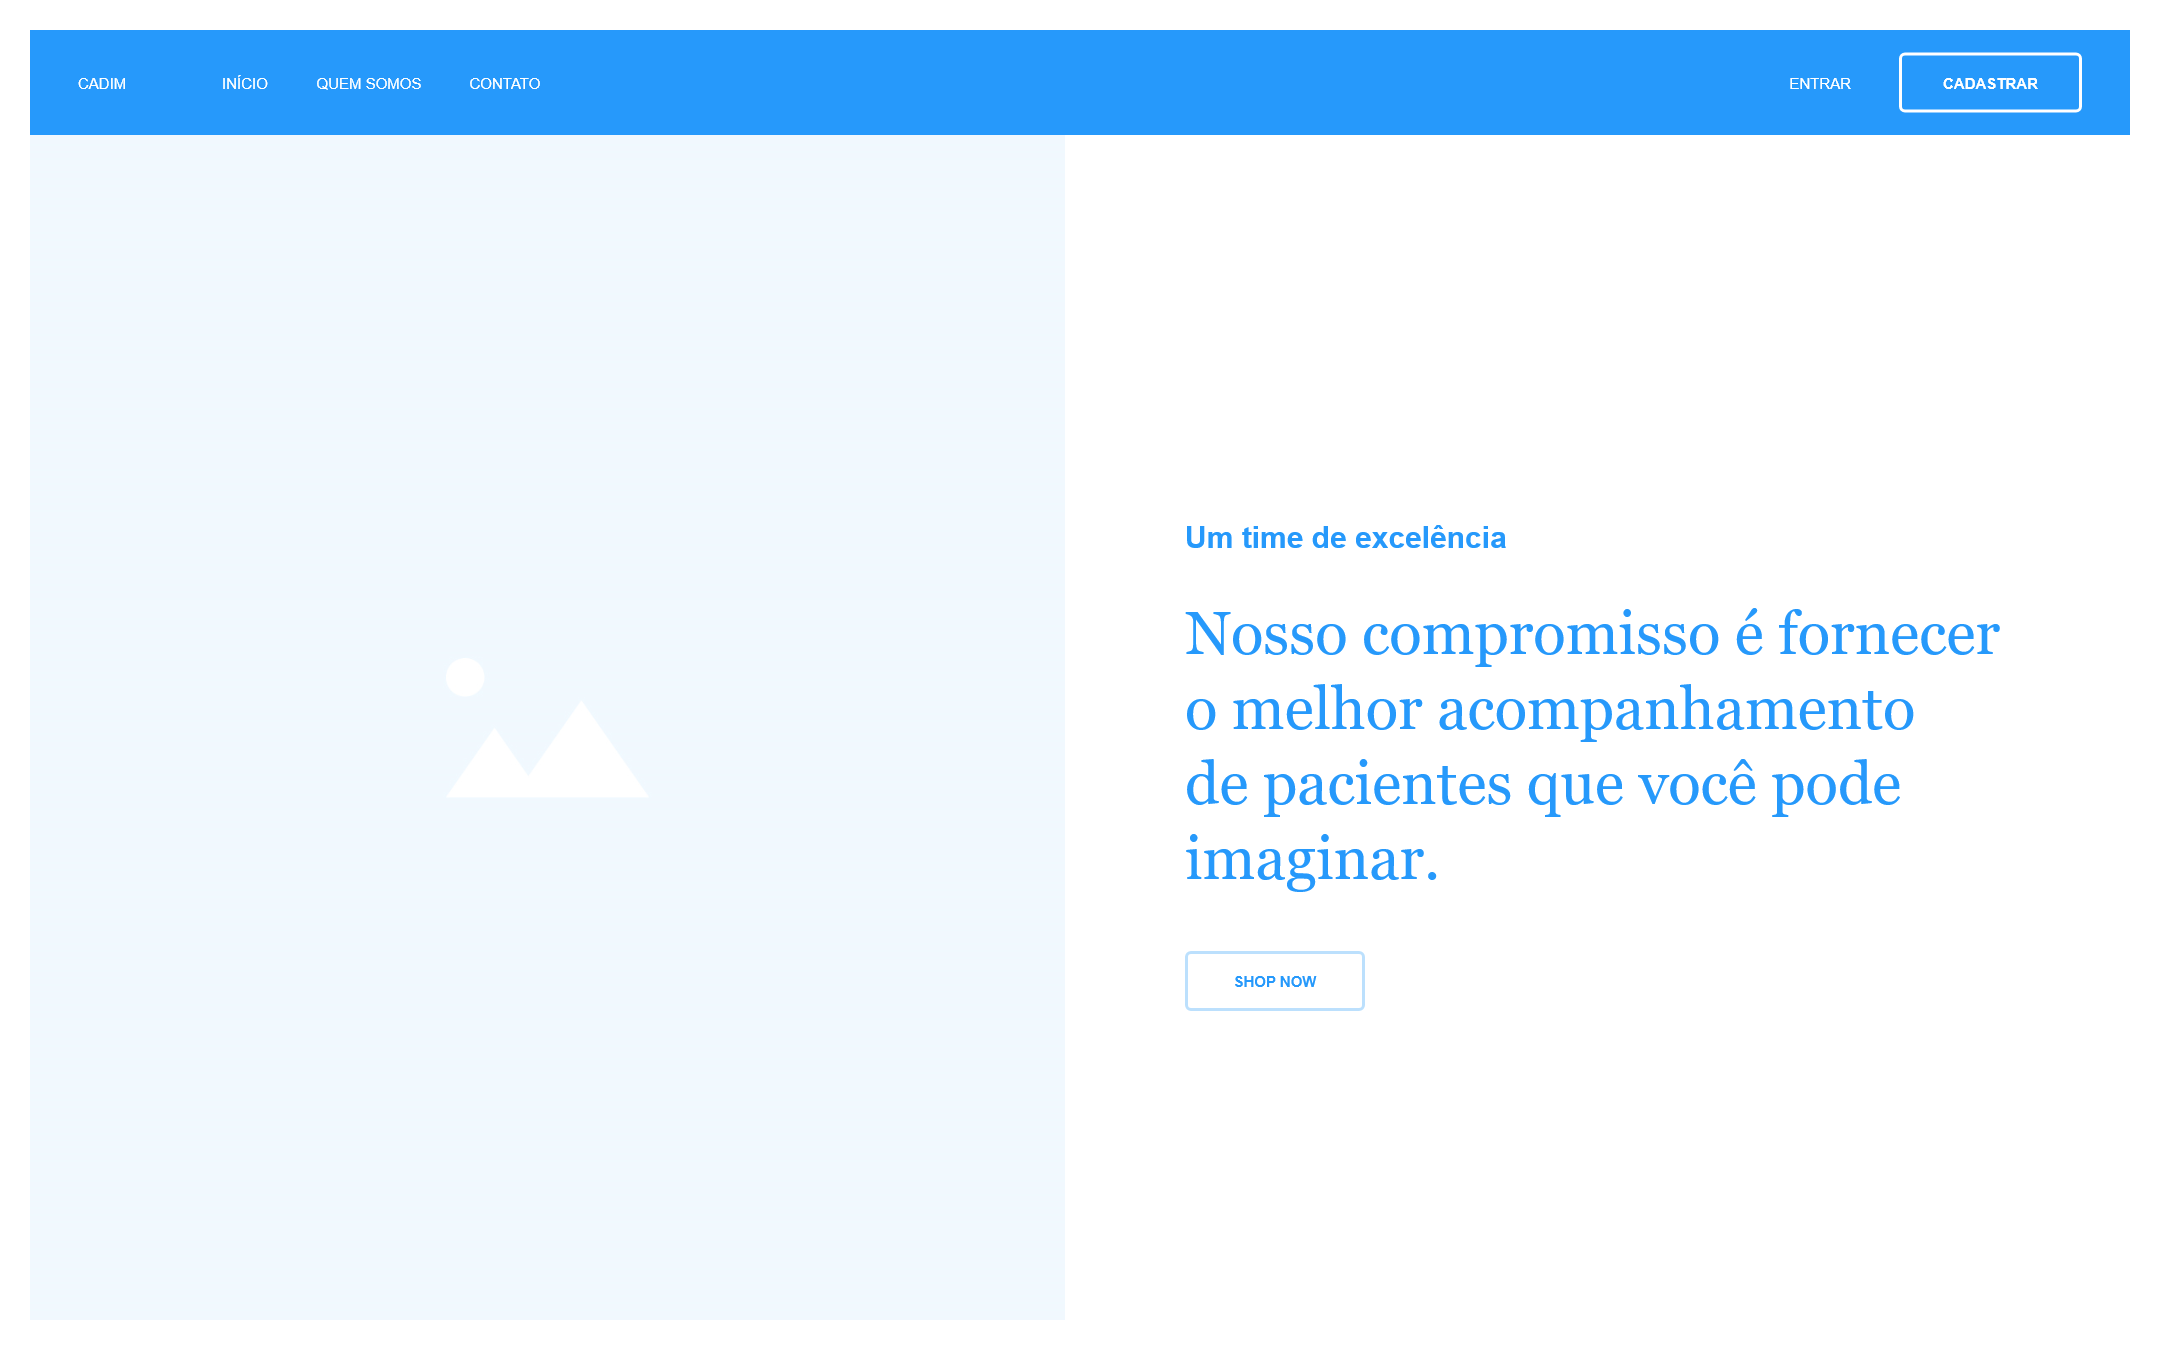 CADIM INÍCIO QUEM SOMOS CONTATO ENTRAR CADASTRAR
Um time de excelência
Nosso compromisso é fornecer
o melhor acompanhamento
de pacientes que você pode
imaginar.
SHOP NOW